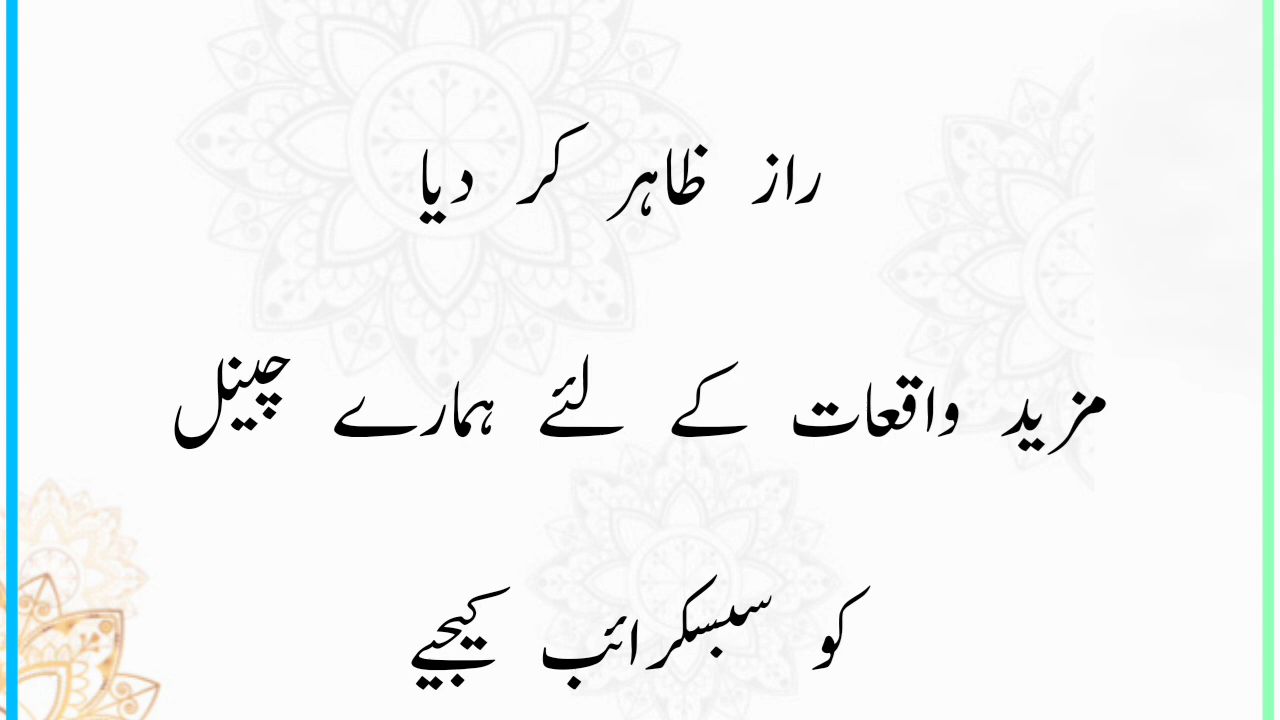 راز ظاہر کر دیا
مزید واقعات کے لئے ہمارے چینل
کو سبسکرائب کیجیے